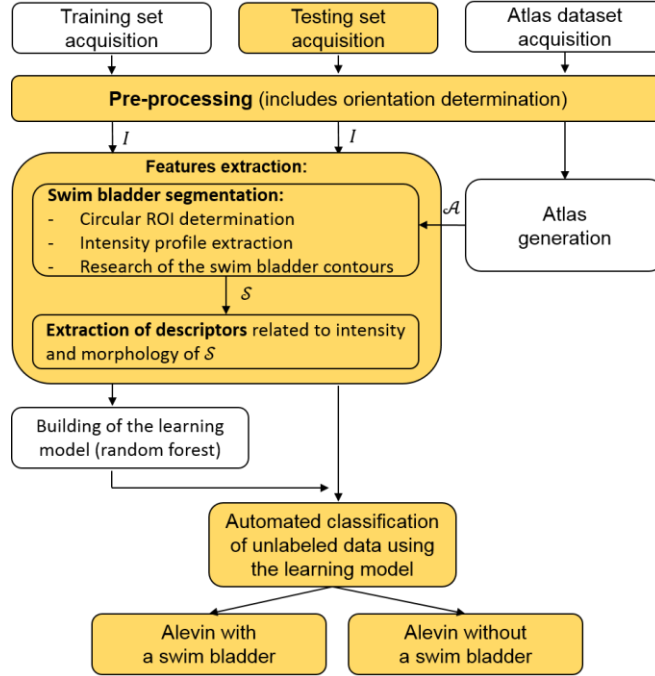 Training set
acquisition
Testing set
acquisition
Atlas dataset
acquisition
Pre-processing (includes orientation determination)
I
I
Features extraction:
Swim bladder segmentation:
- Circular ROI determination
- Intensity profile extraction
- Research of the swim bladder contours
𝒜
Atlas
generation
𝒮
Extraction of descriptors related to intensity
and morphology of 𝒮
Building of the learning
model (random forest)
Automated classification
of unlabeled data using
the learning model
Alevin with
a swim bladder
Alevin without
a swim bladder